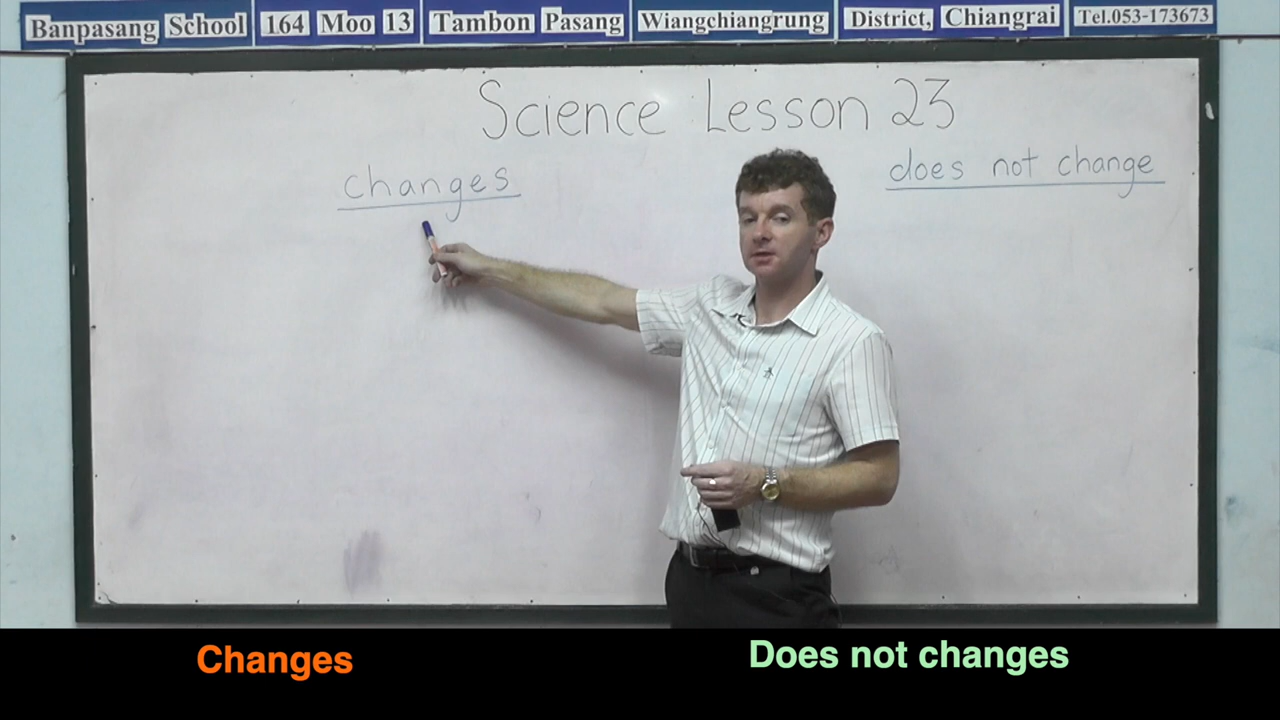 Banpasang School 164 Moo 13 Tambon Pasang Wiangchiangrung District, Chiangrai Tel.053-173673
Science Lesson 23
changes does not change
Changes Does not changes